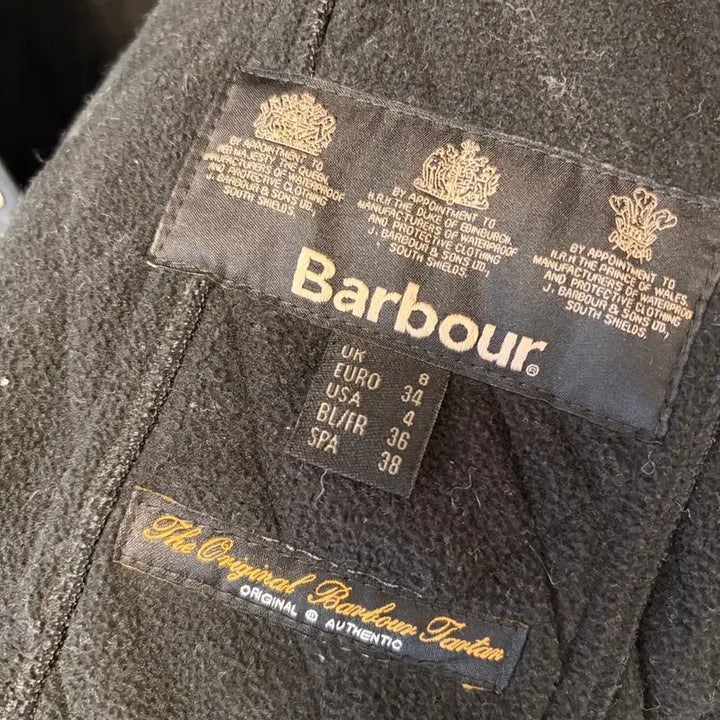 BY APPOINTMENT TO
HER MAJESTY THE QUEEN
MANUFACTURERS OF WATERPROOF
AND PROTECTIVE CLOTHING
J. BARBOUR & SONS LTD,
SOUTH SHIELDS.
BY APPOINTMENT TO
H.R.H. THE DUKE OF EDINBURGH.
MANUFACTURERS OF WATERPROOF
AND PROTECTIVE CLOTHING
J. BARBOUR & SONS LTD,
SOUTH SHIELDS.
BY APPOINTMENT TO
H.R.H THE PRINCE OF WALES.
MANUFACTURERS OF WATERPROOF
AND PROTECTIVE CLOTHING
J. BARBOUR & SONS LTD,
SOUTH SHIELDS.
Barbour®
UK 8
EURO 34
USA 4
BL/FR 36
SPA 38
The Original Barbour Tartan
ORIGINAL AUTHENTIC